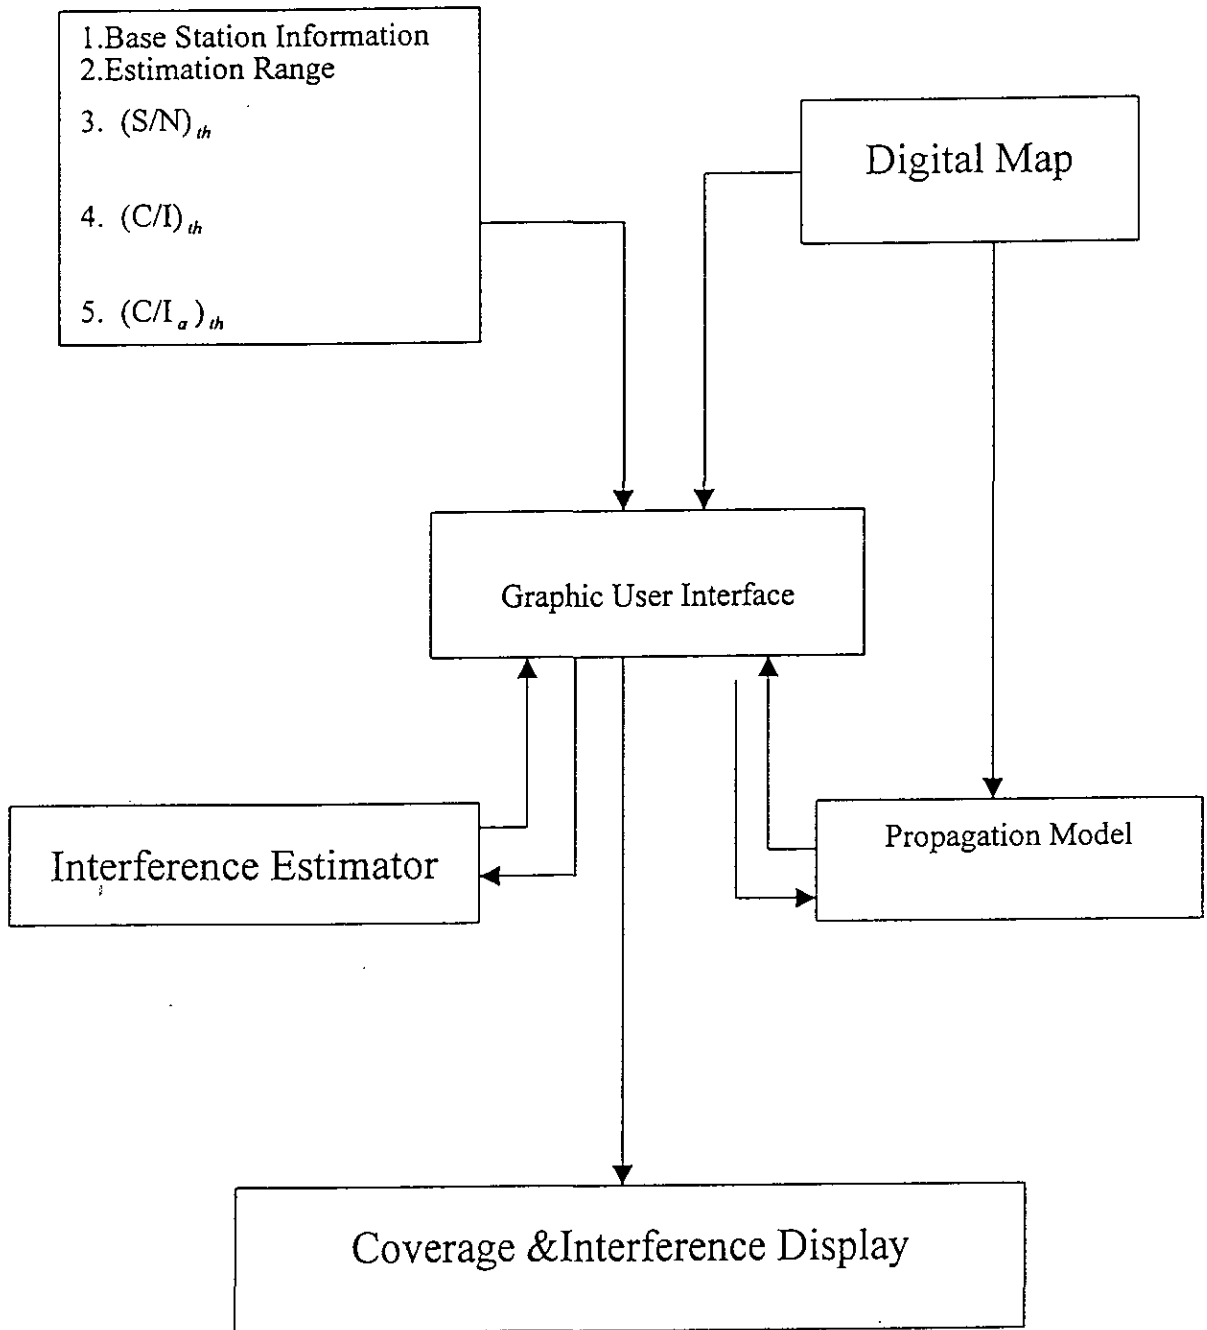 1.Base Station Information
2.Estimation Range
3. (S/N)th
4. (C/I)th
5. (C/Ia)th
Digital Map
Graphic User Interface
Interference Estimator
Propagation Model
Coverage &Interference Display